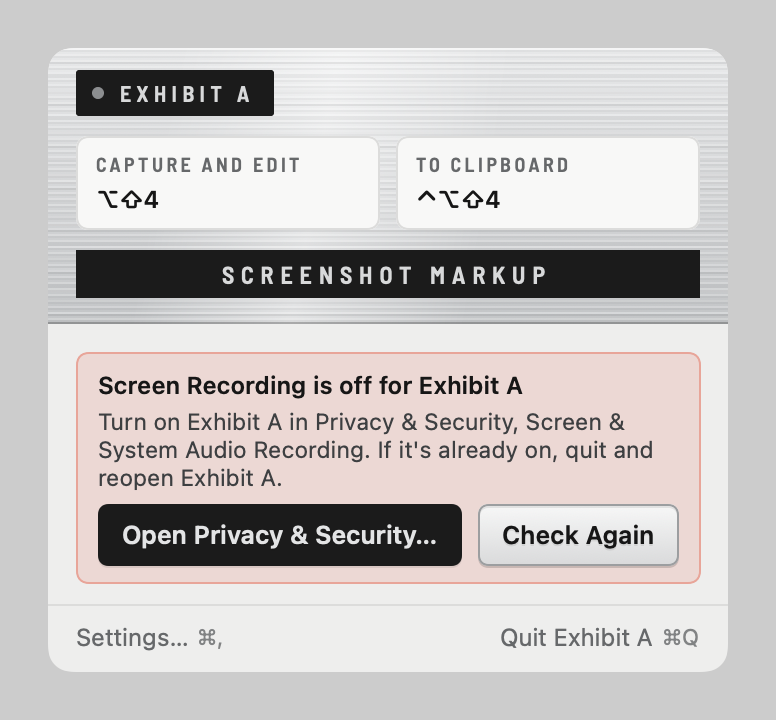 EXHIBIT A
CAPTURE AND EDIT
⌥⇧4
TO CLIPBOARD
^⌥⇧4
SCREENSHOT MARKUP
Screen Recording is off for Exhibit A
Turn on Exhibit A in Privacy & Security, Screen &
System Audio Recording. If it's already on, quit and
reopen Exhibit A.
Open Privacy & Security...
Check Again
Settings... ⌘,
Quit Exhibit A ⌘Q